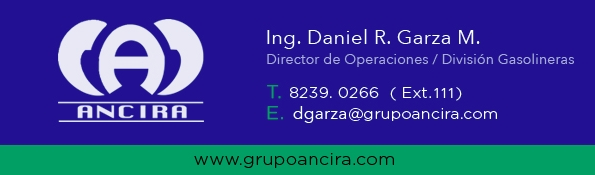 A
ANCIRA
Ing. Daniel R. Garza M.
Director de Operaciones / División Gasolineras
T. 8239. 0266 ( Ext.111)
E. dgarza@grupoancira.com
www.grupoancira.com